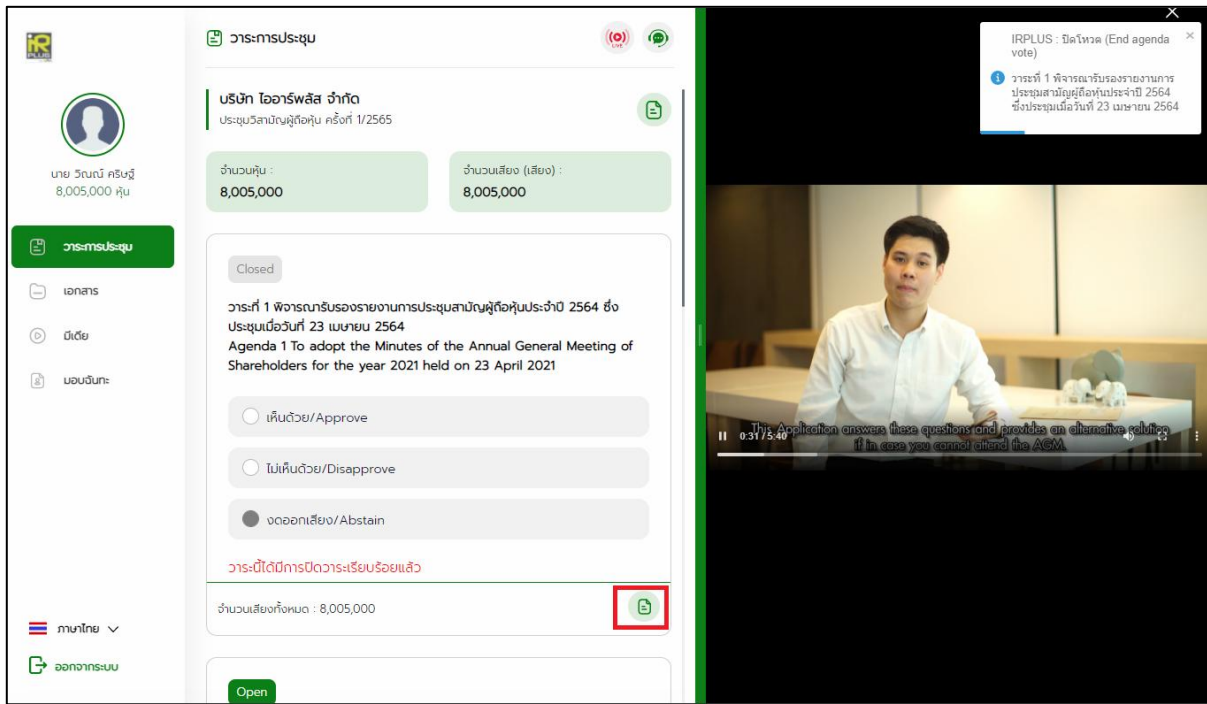 iR
PLUS
นาย วิณณ์ ศริษฐ์
8,005,000 หุ้น
วาระการประชุม
เอกสาร
มีเดีย
มอบฉันทะ
ภาษาไทย
ออกจากระบบ
วาระการประชุม
LIVE
บริษัท ไออาร์พลัส จำกัด
ประชุมวิสามัญผู้ถือหุ้น ครั้งที่ 1/2565
จำนวนหุ้น :
8,005,000
จำนวนเสียง (เสียง) :
8,005,000
Closed
วาระที่ 1 พิจารณารับรองรายงานการประชุมสามัญผู้ถือหุ้นประจำปี 2564 ซึ่ง
ประชุมเมื่อวันที่ 23 เมษายน 2564
Agenda 1 To adopt the Minutes of the Annual General Meeting of
Shareholders for the year 2021 held on 23 April 2021
เห็นด้วย/Approve
ไม่เห็นด้วย/Disapprove
งดออกเสียง/Abstain
วาระนี้ได้มีการปิดวาระเรียบร้อยแล้ว
จำนวนเสียงทั้งหมด : 8,005,000
Open
IRPLUS : ปิดโหวต (End agenda
vote)
วาระที่ 1 พิจารณารับรองรายงานการ
ประชุมสามัญผู้ถือหุ้นประจำปี 2564
ซึ่งประชุมเมื่อวันที่ 23 เมษายน 2564
This Application answers these questions and provides an alternative solution
0:31 / 5:40
if in case you cannot attend the AGM.